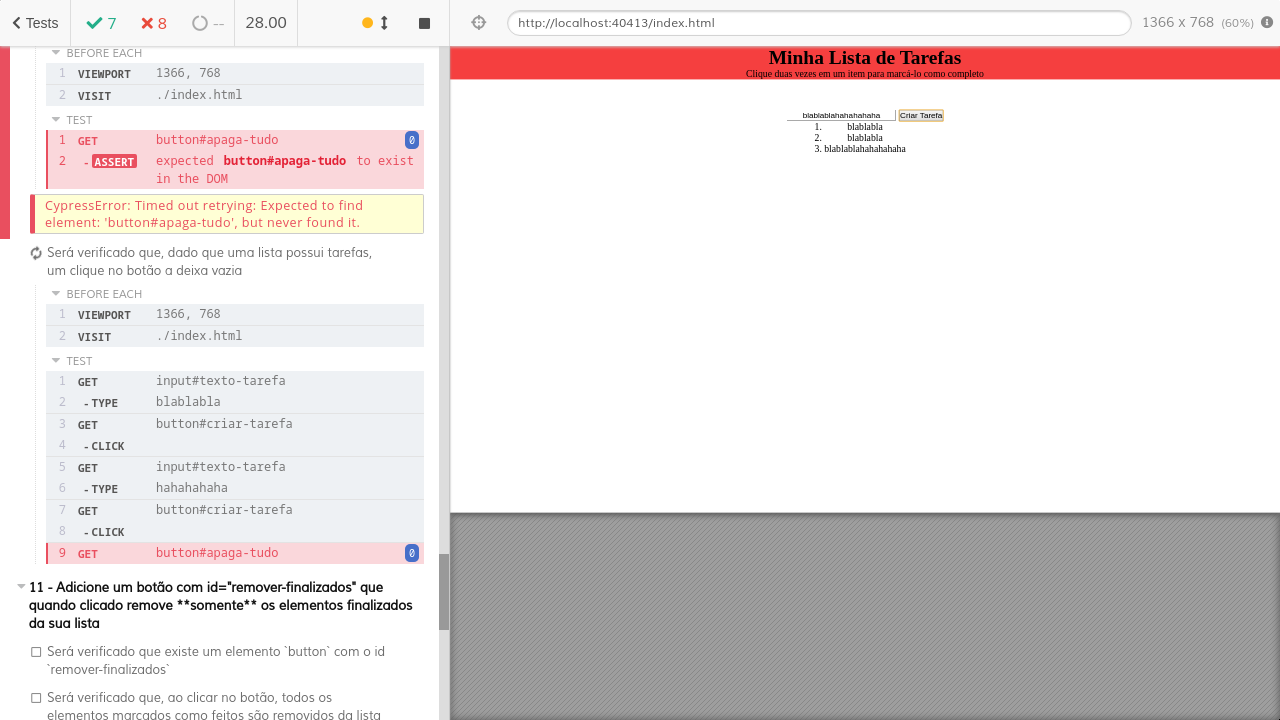 Tests
7
8
--
28.00
http://localhost:40413/index.html
1366 x 768 (60%)
BEFORE EACH
1 VIEWPORT 1366, 768
2 VISIT ./index.html
TEST
1 GET button#apaga-tudo 0
2 -ASSERT expected button#apaga-tudo to exist
in the DOM
CypressError: Timed out retrying: Expected to find
element: 'button#apaga-tudo', but never found it.
Será verificado que, dado que uma lista possui tarefas,
um clique no botão a deixa vazia
BEFORE EACH
1 VIEWPORT 1366, 768
2 VISIT ./index.html
TEST
1 GET input#texto-tarefa
2 -TYPE blablabla
3 GET button#criar-tarefa
4 -CLICK
5 GET input#texto-tarefa
6 -TYPE hahahahaha
7 GET button#criar-tarefa
8 -CLICK
9 GET button#apaga-tudo 0
11 - Adicione um botão com id="remover-finalizados" que
quando clicado remove **somente** os elementos finalizados
da sua lista
Será verificado que existe um elemento `button` com o id
`remover-finalizados`
Será verificado que, ao clicar no botão, todos os
elementos marcados como feitos são removidos da lista
Minha Lista de Tarefas
Clique duas vezes em um item para marcá-lo como completo
blablablahahahahaha Criar Tarefa
1. blablabla
2. blablabla
3. blablablahahahahaha